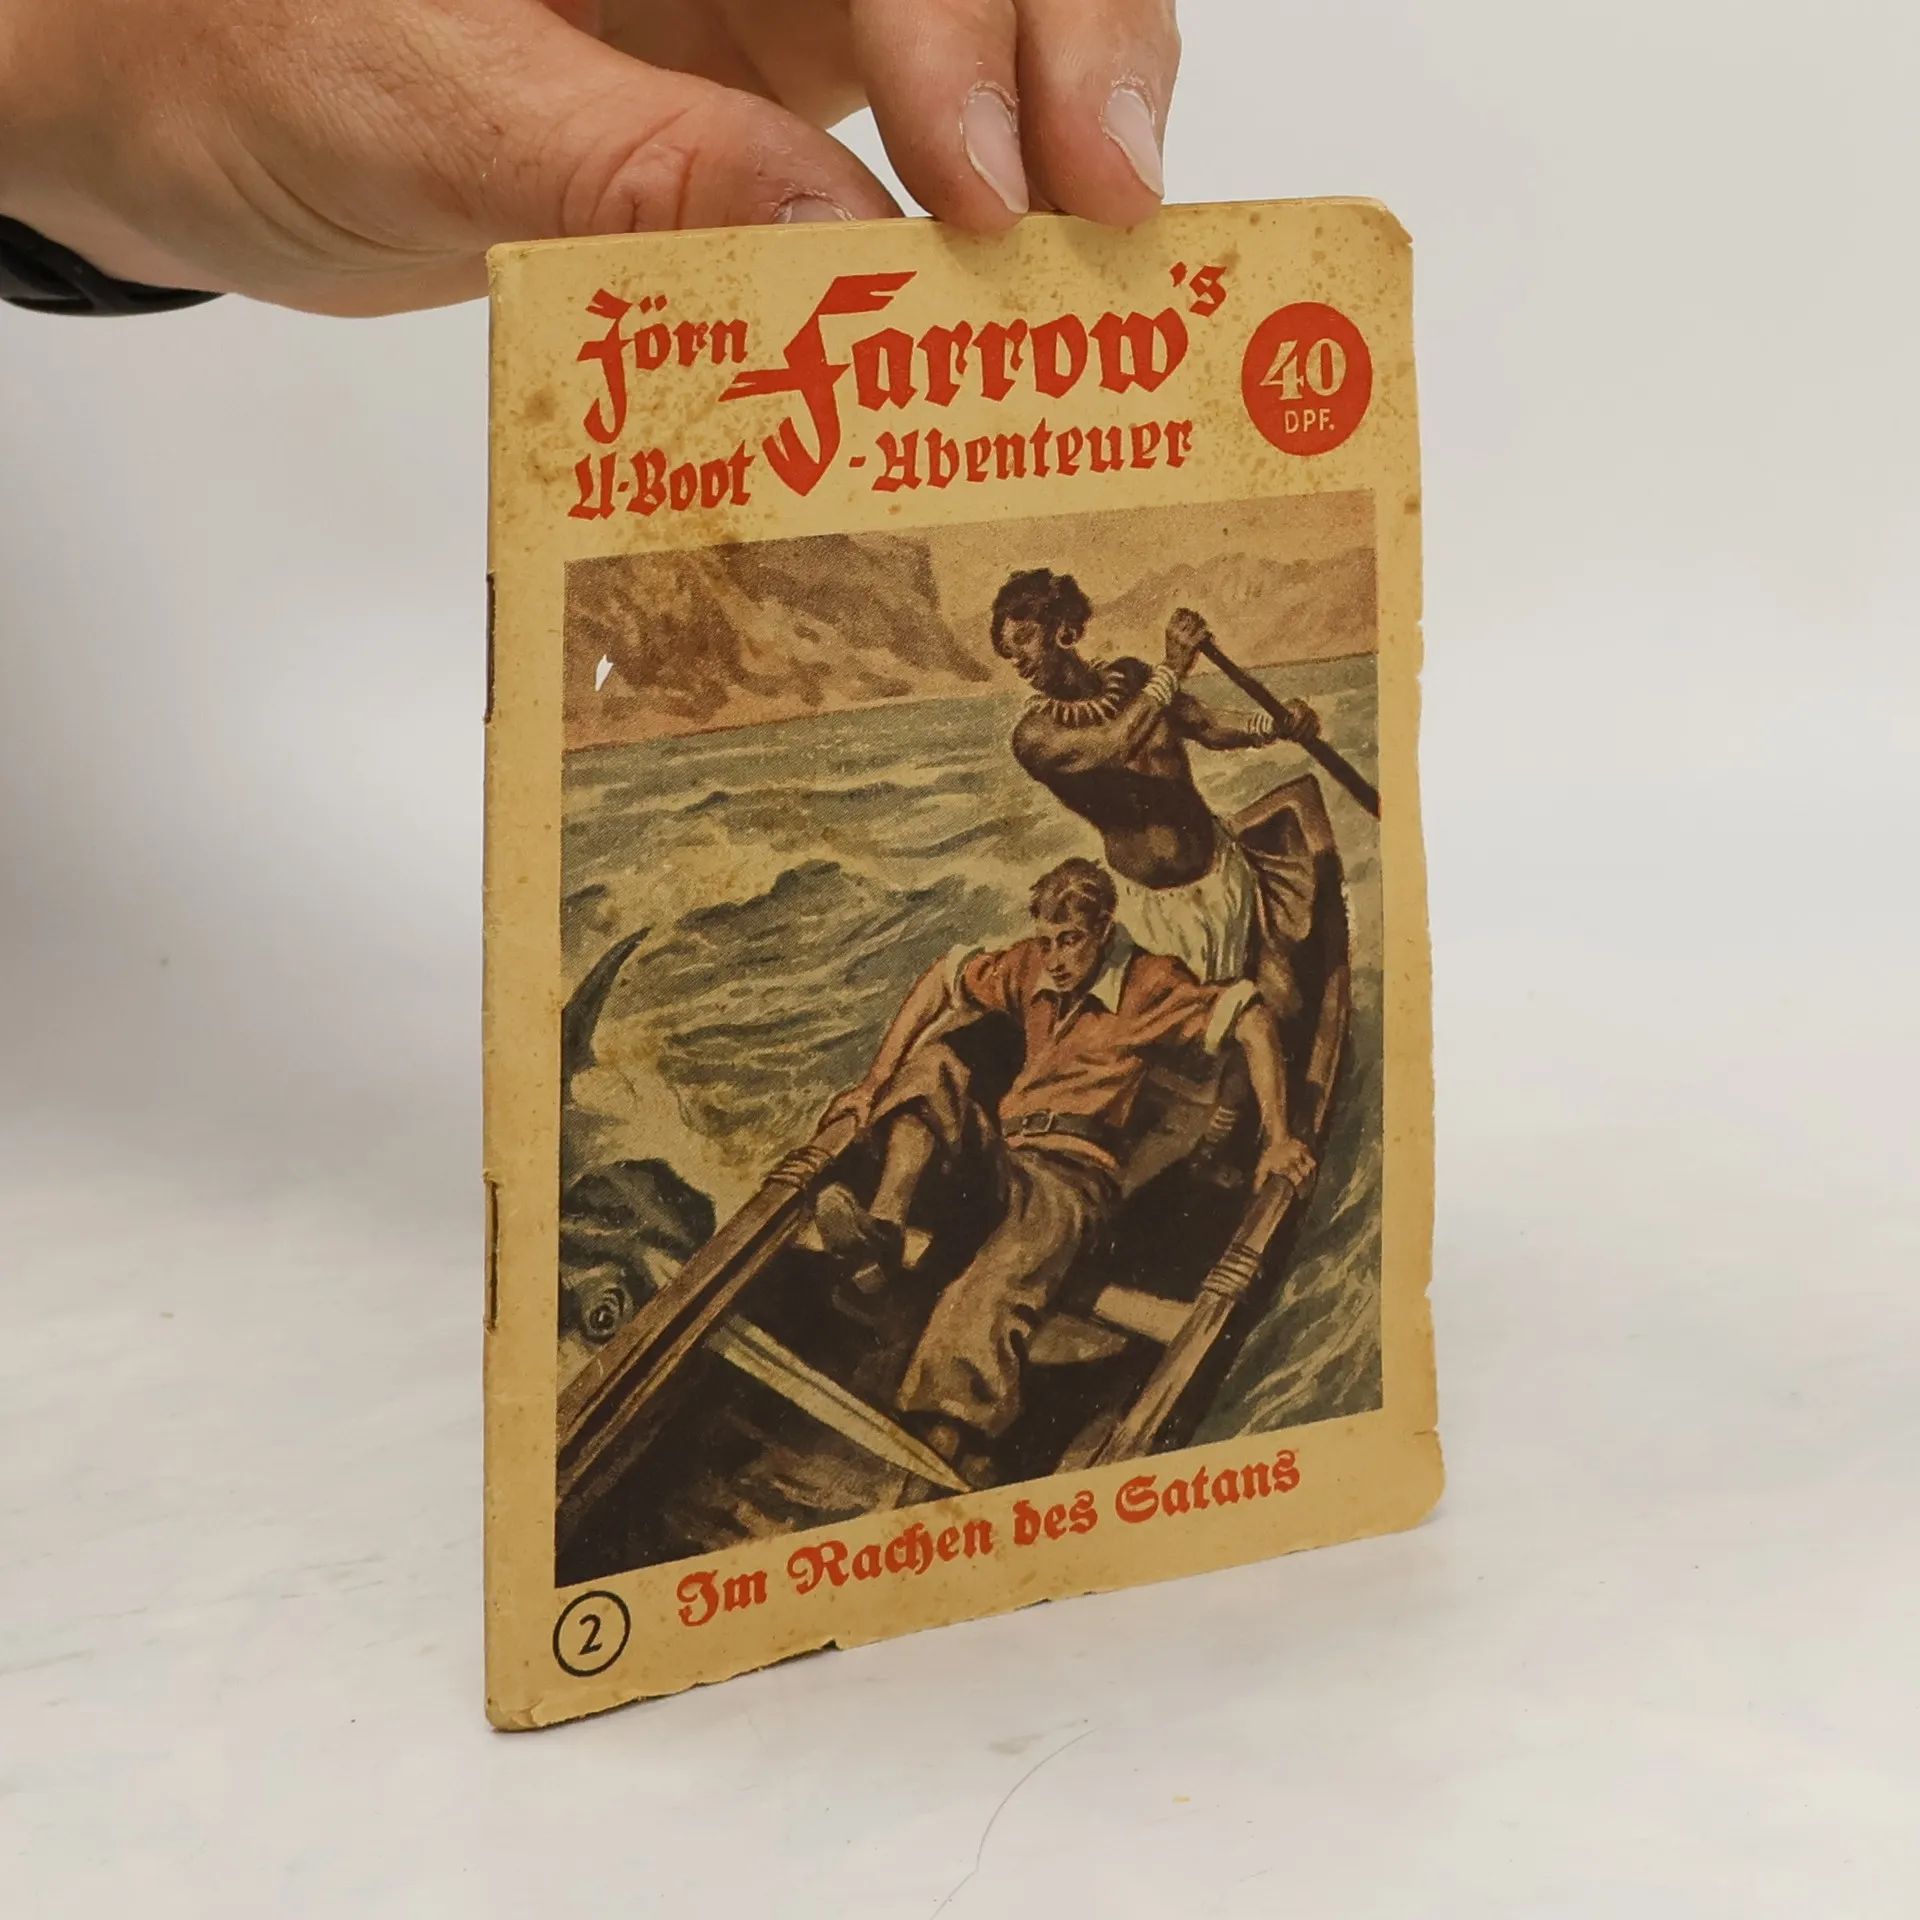 Jörn Farrow's
U-Boot-Abenteuer
40
DPF.
Im Rachen des Satans
2